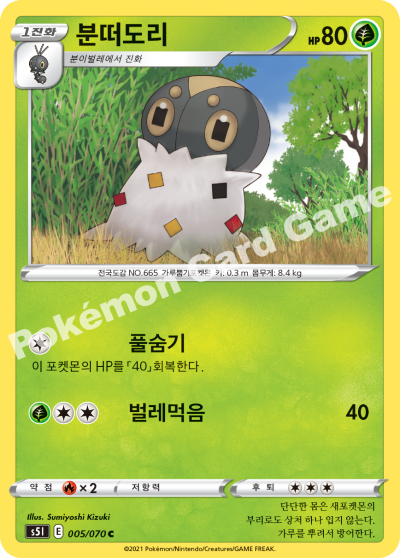 1진화
분떠도리
HP 80
분이벌레에서 진화
전국도감 NO.665 가루뿜기포켓몬 키: 0.3 m 몸무게: 8.4 kg
Pokémon Card Game
풀숨기
이 포켓몬의 HP를 「40」 회복한다.
벌레먹음 40
약점 ×2 저항력 후퇴
Illus. Sumiyoshi Kizuki
s5I E 005/070 C
단단한 몸은 새포켓몬의
부리로도 상처 하나 입지 않는다.
가루를 뿌려서 방어한다.
©2021 Pokémon/Nintendo/Creatures/GAME FREAK.